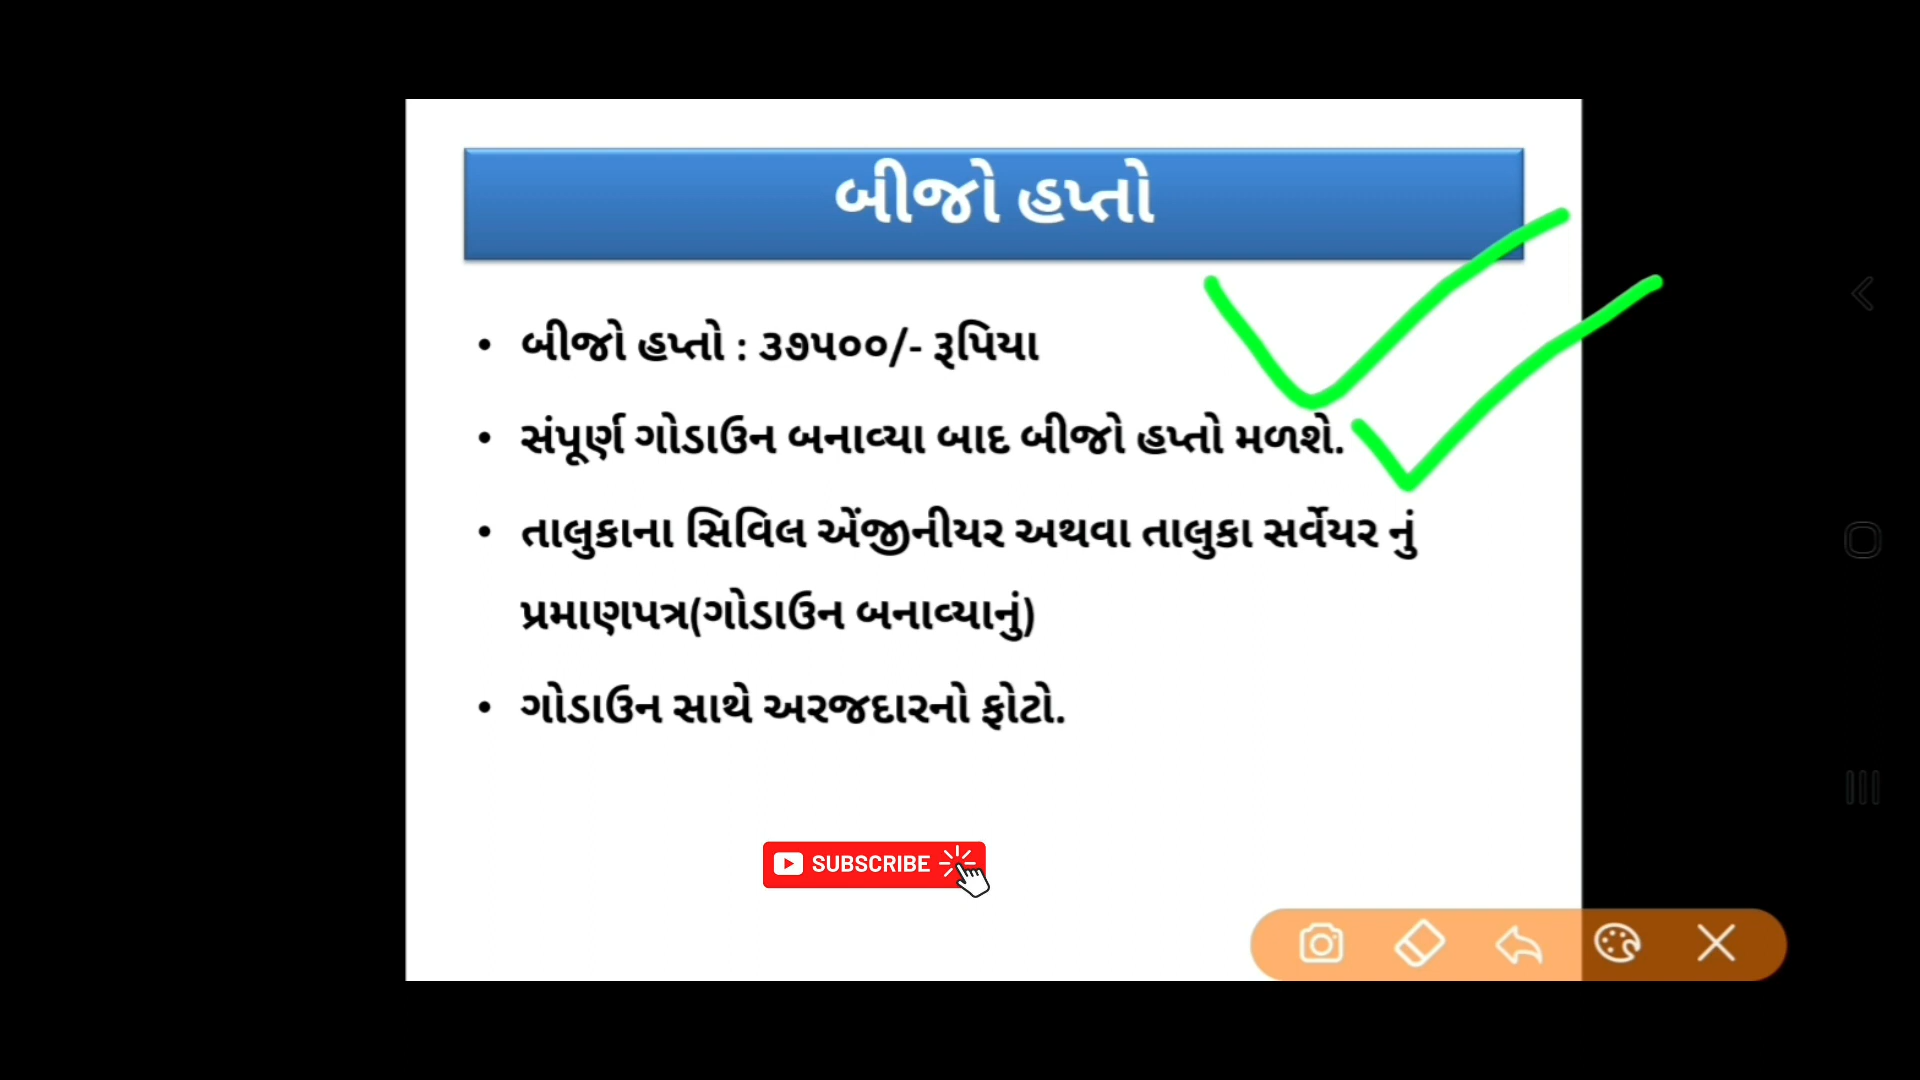 બીજો હપ્તો
• બીજો હપ્તો : ૩૭૫૦૦/- રૂપિયા
• સંપૂર્ણ ગોડાઉન બનાવ્યા બાદ બીજો હપ્તો મળશે.
• તાલુકાના સિવિલ એંજીનીયર અથવા તાલુકા સર્વેયર નું
પ્રમાણપત્ર(ગોડાઉન બનાવ્યાનું)
• ગોડાઉન સાથે અરજદારનો ફોટો.
SUBSCRIBE